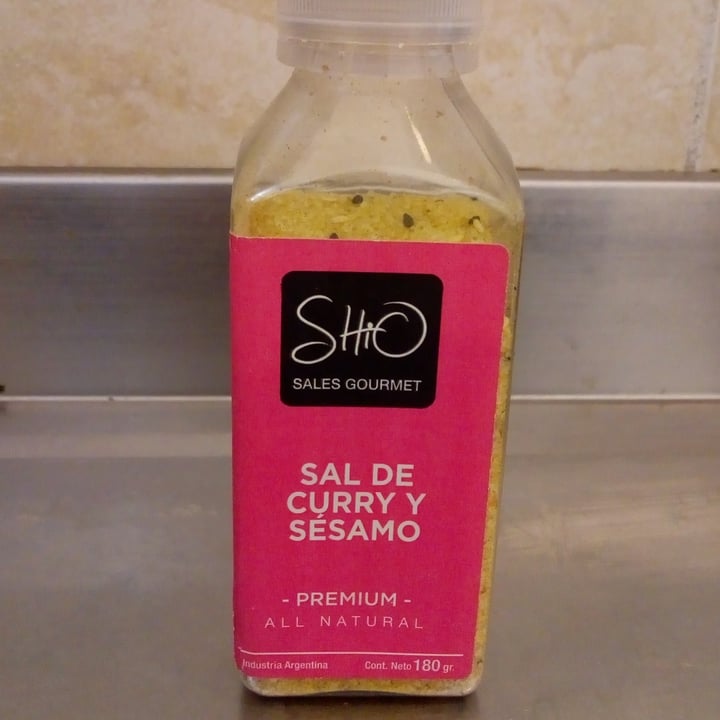 SHiO
SALES GOURMET
SAL DE
CURRY Y
SÉSAMO
- PREMIUM -
ALL NATURAL
Industria Argentina Cont. Neto 180 gr.